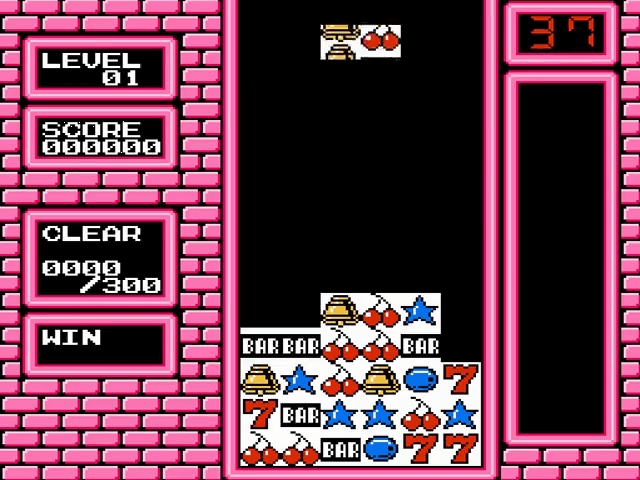 37
LEVEL
01
SCORE
000000
CLEAR
0000
/300
WIN
BAR BAR BAR
7
7 BAR
BAR 7 7